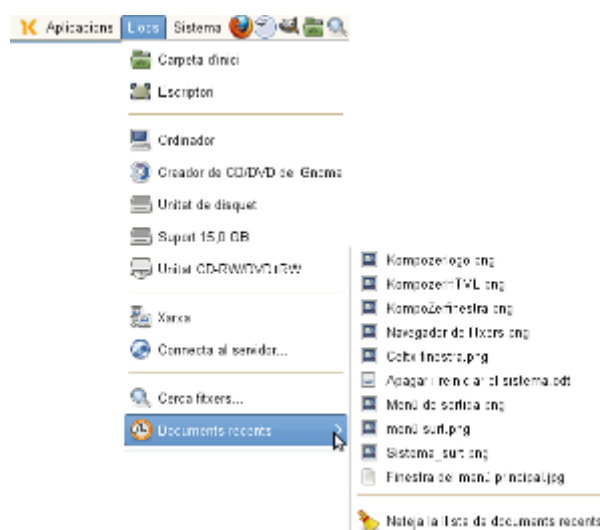 Aplicacions Llocs Sistema
Carpeta d'inici
Escriptori
Ordinador
Creador de CD/DVD del Gnome
Unitat de disquet
Suport 15,0 GB
Unitat CD-RW/DVD±RW
Xarxa
Connecta al servidor...
Cerca fitxers...
Documents recents
Kompozerlogo.png
KompozerHTML.png
KompoZerfinestra.png
Navegador de fitxers.png
Celtx finestra.png
Apagar i reiniciar el sistema.odt
Menú de sortida.png
menú surt.png
Sistema_surt.png
Finestra del menú principal.jpg
Neteja la llista de documents recents